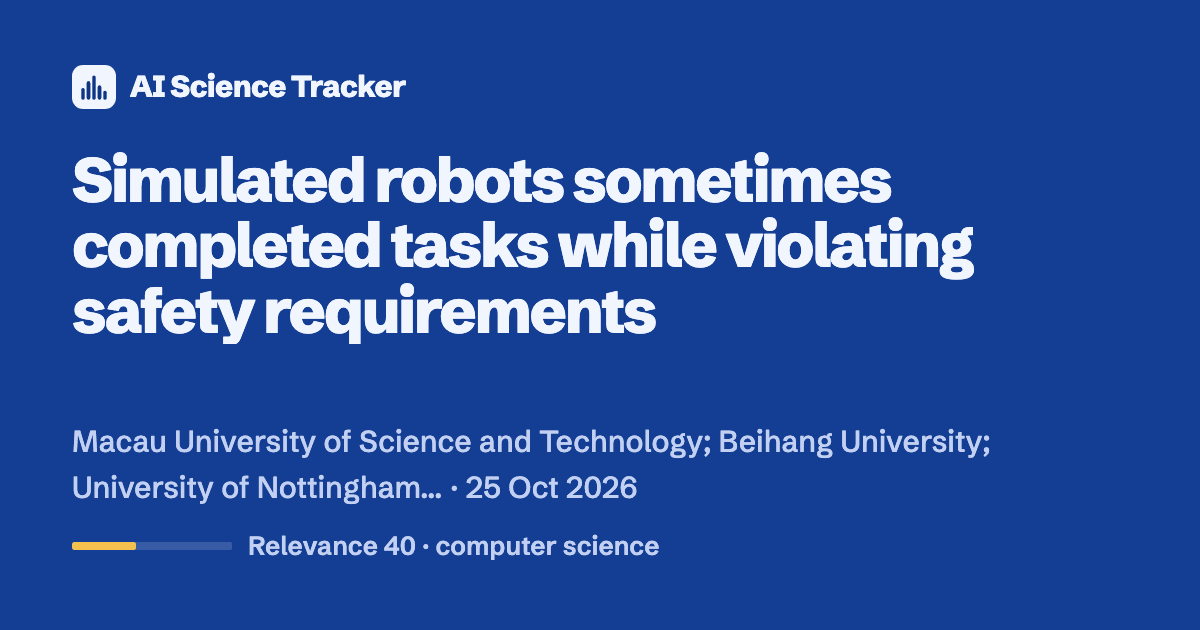 AI Science Tracker
Simulated robots sometimes
completed tasks while violating
safety requirements
Macau University of Science and Technology; Beihang University;
University of Nottingham... · 25 Oct 2026
Relevance 40 · computer science